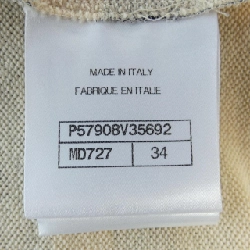 MADE IN ITALY
FABRIQUE EN ITALIE
P57908V35692
MD727 34